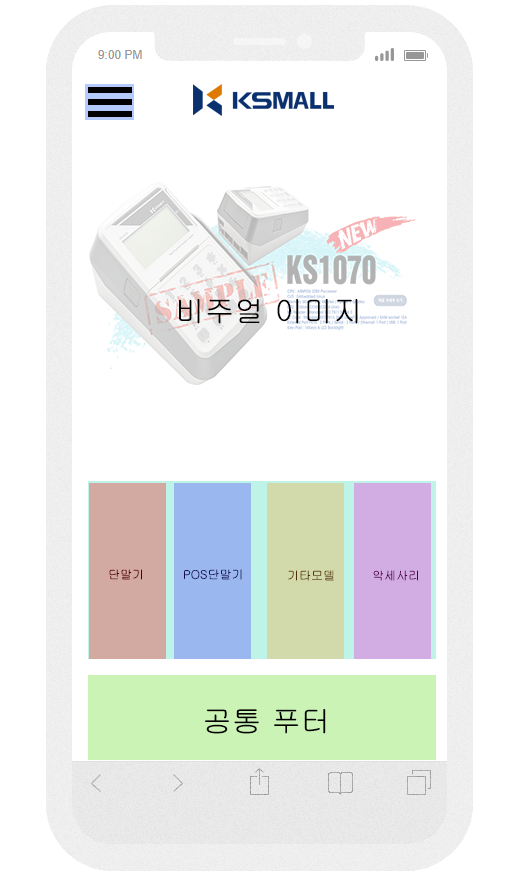 9:00 PM
KSMALL
NEW
KS1070
SAMPLE
비주얼 이미지
단말기
POS단말기
기타모델
악세사리
공통 푸터